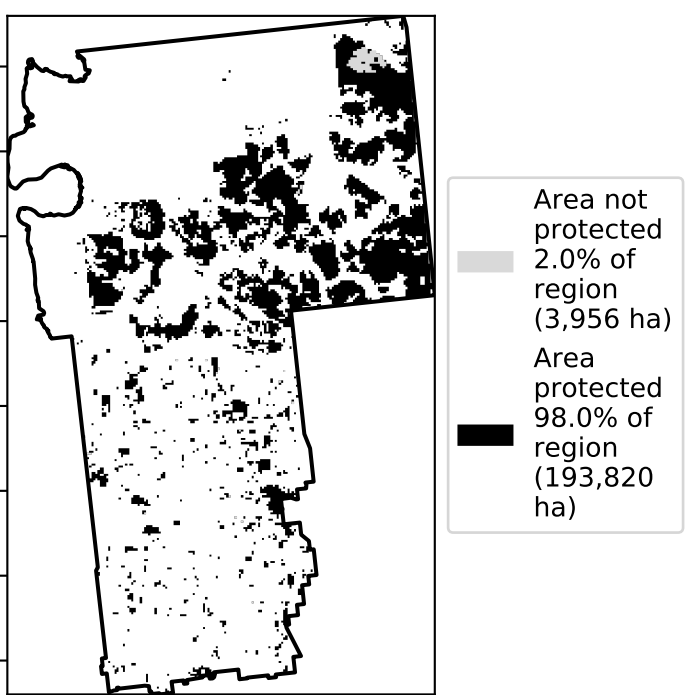 Area not
protected
2.0% of
region
(3,956 ha)
Area
protected
98.0% of
region
(193,820
ha)